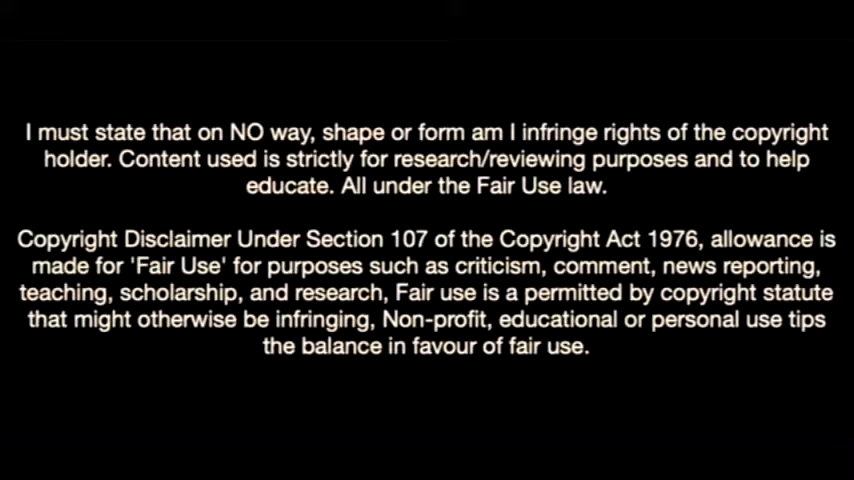 I must state that on NO way, shape or form am I infringe rights of the copyright
holder. Content used is strictly for research/reviewing purposes and to help
educate. All under the Fair Use law.
Copyright Disclaimer Under Section 107 of the Copyright Act 1976, allowance is
made for 'Fair Use' for purposes such as criticism, comment, news reporting,
teaching, scholarship, and research, Fair use is a permitted by copyright statute
that might otherwise be infringing, Non-profit, educational or personal use tips
the balance in favour of fair use.